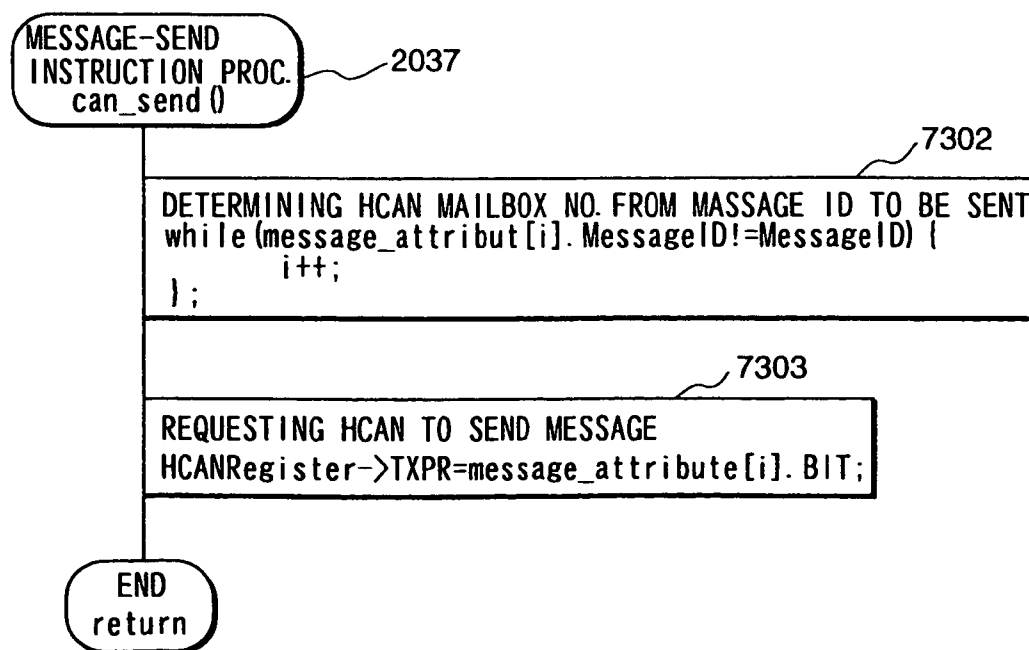 MESSAGE-SEND
INSTRUCTION PROC.
can_send()
2037
7302
DETERMINING HCAN MAILBOX NO. FROM MASSAGE ID TO BE SENT
while(message_attribut[i].MessageID!=MessageID){
i++;
};
7303
REQUESTING HCAN TO SEND MESSAGE
HCANRegister->TXPR=message_attribute[i].BIT;
END
return